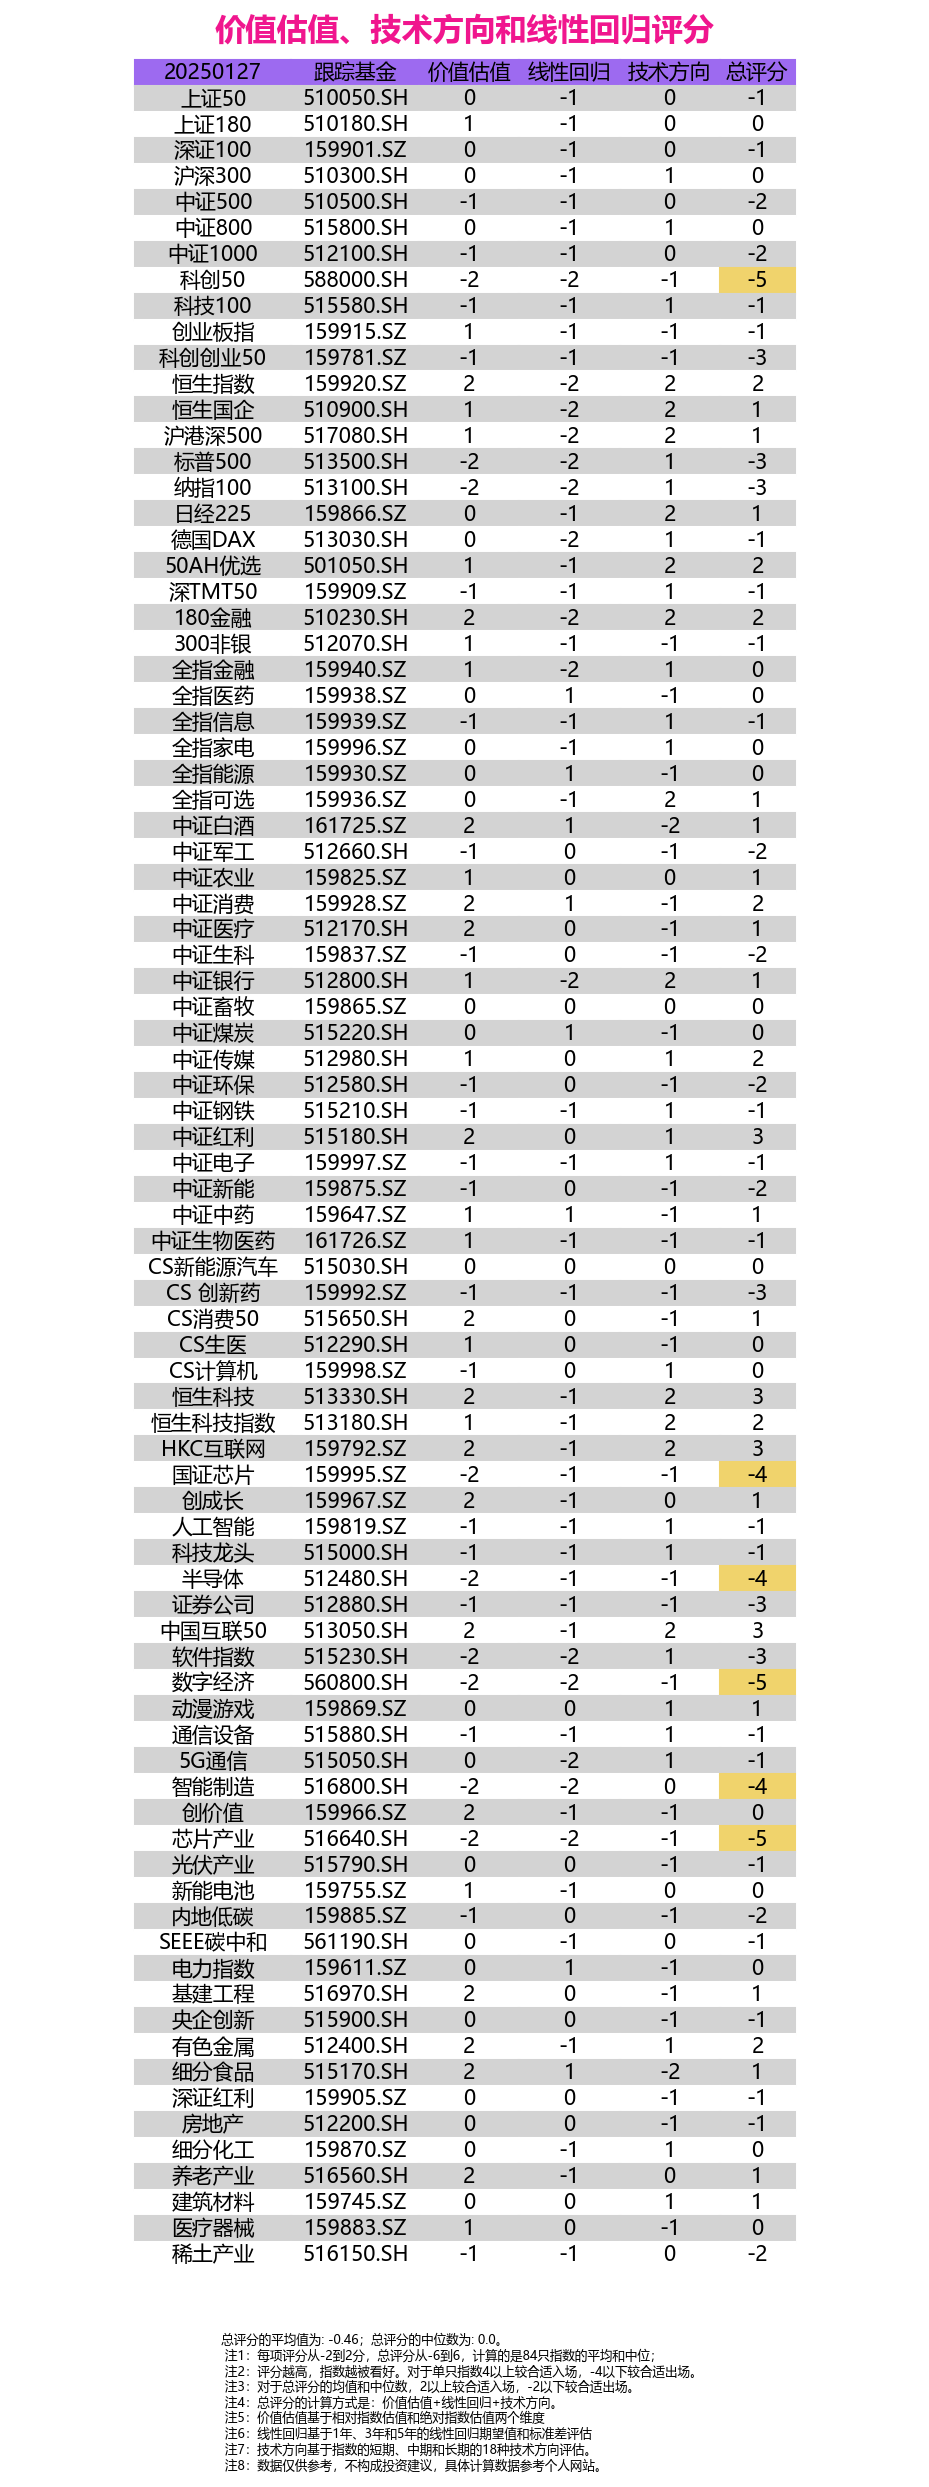 价值估值、技术方向和线性回归评分
20250127 跟踪基金 价值估值 线性回归 技术方向 总评分
上证50 510050.SH 0 -1 0 -1
上证180 510180.SH 1 -1 0 0
深证100 159901.SZ 0 -1 0 -1
沪深300 510300.SH 0 -1 1 0
中证500 510500.SH -1 -1 0 -2
中证800 515800.SH 0 -1 1 0
中证1000 512100.SH -1 -1 0 -2
科创50 588000.SH -2 -2 -1 -5
科技100 515580.SH -1 -1 1 -1
创业板指 159915.SZ 1 -1 -1 -1
科创创业50 159781.SZ -1 -1 -1 -3
恒生指数 159920.SZ 2 -2 2 2
恒生国企 510900.SH 1 -2 2 1
沪港深500 517080.SH 1 -2 2 1
标普500 513500.SH -2 -2 1 -3
纳指100 513100.SH -2 -2 1 -3
日经225 159866.SZ 0 -1 2 1
德国DAX 513030.SH 0 -2 1 -1
50AH优选 501050.SH 1 -1 2 2
深TMT50 159909.SZ -1 -1 1 -1
180金融 510230.SH 2 -2 2 2
300非银 512070.SH 1 -1 -1 -1
全指金融 159940.SZ 1 -2 1 0
全指医药 159938.SZ 0 1 -1 0
全指信息 159939.SZ -1 -1 1 -1
全指家电 159996.SZ 0 -1 1 0
全指能源 159930.SZ 0 1 -1 0
全指可选 159936.SZ 0 -1 2 1
中证白酒 161725.SZ 2 1 -2 1
中证军工 512660.SH -1 0 -1 -2
中证农业 159825.SZ 1 0 0 1
中证消费 159928.SZ 2 1 -1 2
中证医疗 512170.SH 2 0 -1 1
中证生科 159837.SZ -1 0 -1 -2
中证银行 512800.SH 1 -2 2 1
中证畜牧 159865.SZ 0 0 0 0
中证煤炭 515220.SH 0 1 -1 0
中证传媒 512980.SH 1 0 1 2
中证环保 512580.SH -1 0 -1 -2
中证钢铁 515210.SH -1 -1 1 -1
中证红利 515180.SH 2 0 1 3
中证电子 159997.SZ -1 -1 1 -1
中证新能 159875.SZ -1 0 -1 -2
中证中药 159647.SZ 1 1 -1 1
中证生物医药 161726.SZ 1 -1 -1 -1
CS新能源汽车 515030.SH 0 0 0 0
CS 创新药 159992.SZ -1 -1 -1 -3
CS消费50 515650.SH 2 0 -1 1
CS生医 512290.SH 1 0 -1 0
CS计算机 159998.SZ -1 0 1 0
恒生科技 513330.SH 2 -1 2 3
恒生科技指数 513180.SH 1 -1 2 2
HKC互联网 159792.SZ 2 -1 2 3
国证芯片 159995.SZ -2 -1 -1 -4
创成长 159967.SZ 2 -1 0 1
人工智能 159819.SZ -1 -1 1 -1
科技龙头 515000.SH -1 -1 1 -1
半导体 512480.SH -2 -1 -1 -4
证券公司 512880.SH -1 -1 -1 -3
中国互联50 513050.SH 2 -1 2 3
软件指数 515230.SH -2 -2 1 -3
数字经济 560800.SH -2 -2 -1 -5
动漫游戏 159869.SZ 0 0 1 1
通信设备 515880.SH -1 -1 1 -1
5G通信 515050.SH 0 -2 1 -1
智能制造 516800.SH -2 -2 0 -4
创价值 159966.SZ 2 -1 -1 0
芯片产业 516640.SH -2 -2 -1 -5
光伏产业 515790.SH 0 0 -1 -1
新能电池 159755.SZ 1 -1 0 0
内地低碳 159885.SZ -1 0 -1 -2
SEEE碳中和 561190.SH 0 -1 0 -1
电力指数 159611.SZ 0 1 -1 0
基建工程 516970.SH 2 0 -1 1
央企创新 515900.SH 0 0 -1 -1
有色金属 512400.SH 2 -1 1 2
细分食品 515170.SH 2 1 -2 1
深证红利 159905.SZ 0 0 -1 -1
房地产 512200.SH 0 0 -1 -1
细分化工 159870.SZ 0 -1 1 0
养老产业 516560.SH 2 -1 0 1
建筑材料 159745.SZ 0 0 1 1
医疗器械 159883.SZ 1 0 -1 0
稀土产业 516150.SH -1 -1 0 -2
总评分的平均值为: -0.46；总评分的中位数为: 0.0。
注1：每项评分从-2到2分，总评分从-6到6，计算的是84只指数的平均和中位；
注2：评分越高，指数越被看好。对于单只指数4以上较合适入场，-4以下较合适出场。
注3：对于总评分的均值和中位数，2以上较合适入场，-2以下较合适出场。
注4：总评分的计算方式是：价值估值+线性回归+技术方向。
注5：价值估值基于相对指数估值和绝对指数估值两个维度
注6：线性回归基于1年、3年和5年的线性回归期望值和标准差评估
注7：技术方向基于指数的短期、中期和长期的18种技术方向评估。
注8：数据仅供参考，不构成投资建议，具体计算数据参考个人网站。